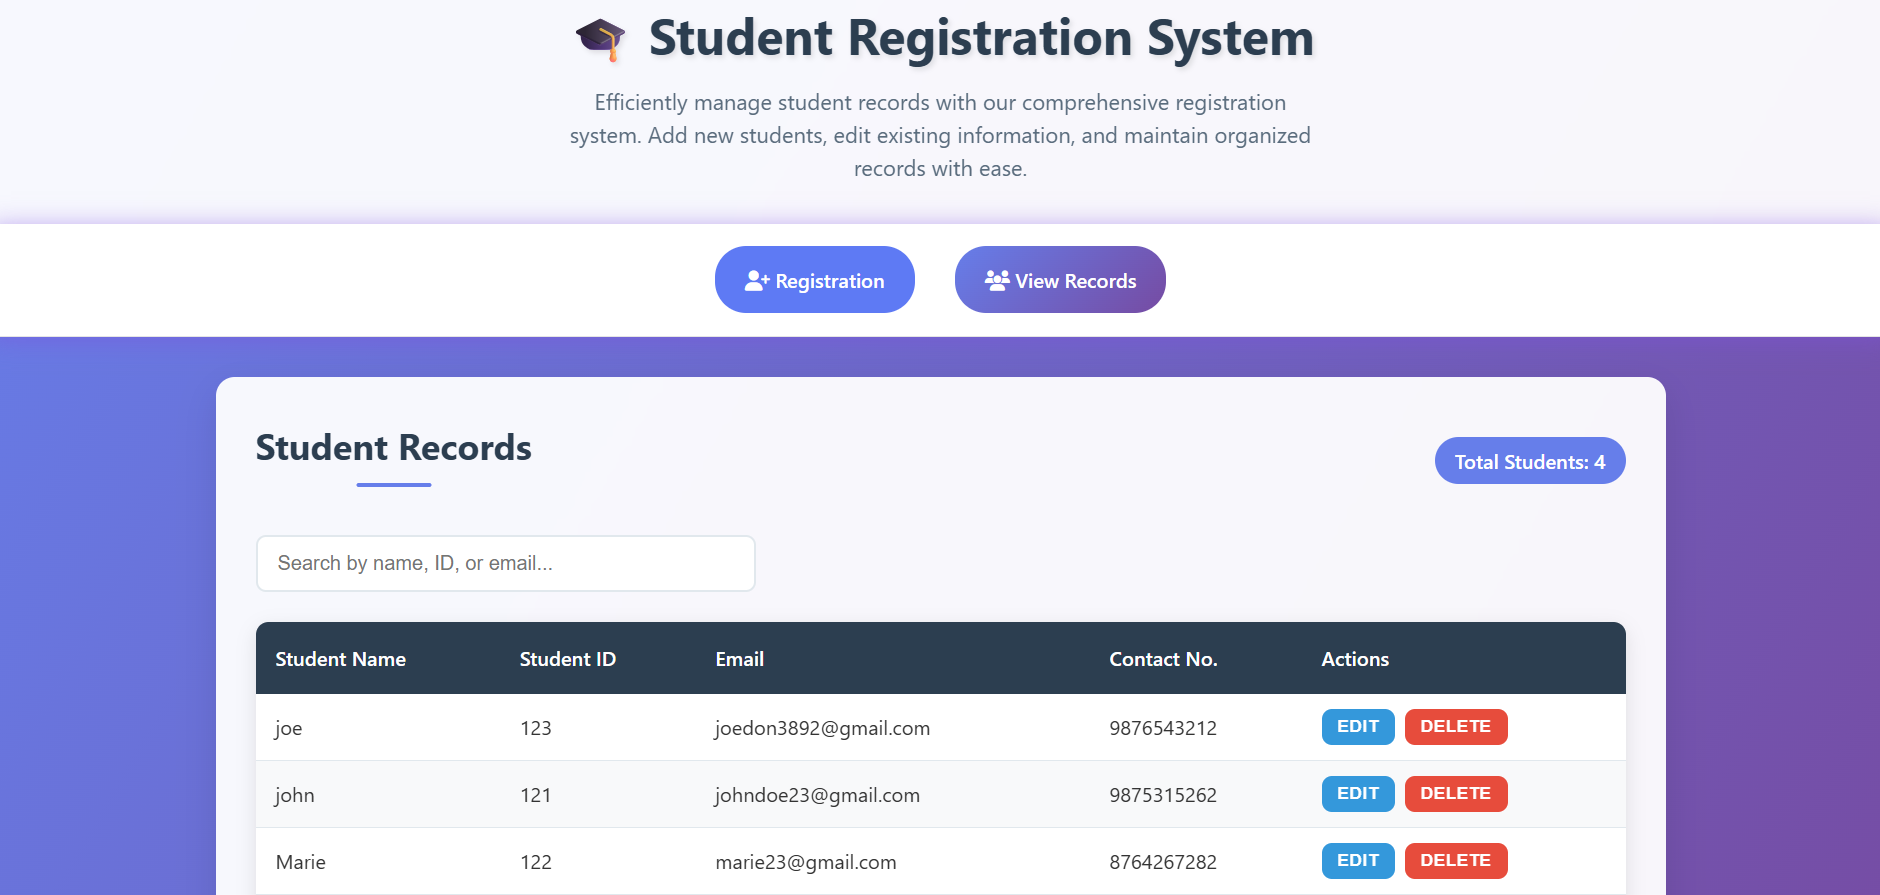 Student Registration System
Efficiently manage student records with our comprehensive registration
system. Add new students, edit existing information, and maintain organized
records with ease.
Registration View Records
Student Records
Total Students: 4
Search by name, ID, or email...
Student Name Student ID Email Contact No. Actions
joe 123 joedon3892@gmail.com 9876543212 EDIT DELETE
john 121 johndoe23@gmail.com 9875315262 EDIT DELETE
Marie 122 marie23@gmail.com 8764267282 EDIT DELETE